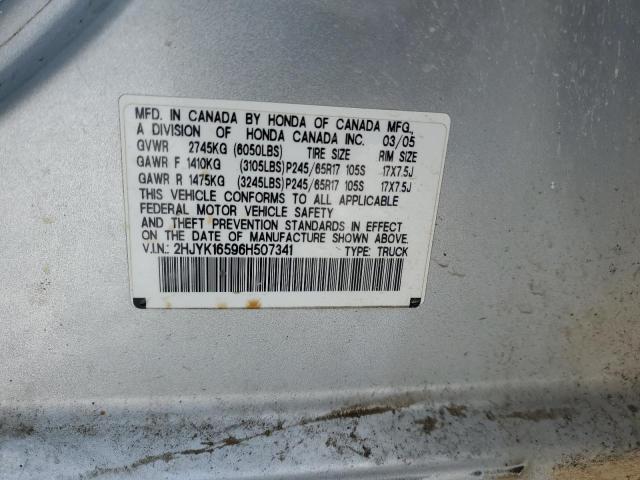 MFD. IN CANADA BY HONDA OF CANADA MFG.,
A DIVISION OF HONDA CANADA INC. 03/05
GVWR 2745KG (6050LBS) TIRE SIZE RIM SIZE
GAWR F 1410KG (3105LBS)P245/65R17 105S 17X7.5J
GAWR R 1475KG (3245LBS)P245/65R17 105S 17X7.5J
THIS VEHICLE CONFORMS TO ALL APPLICABLE
FEDERAL MOTOR VEHICLE SAFETY
AND THEFT PREVENTION STANDARDS IN EFFECT
ON THE DATE OF MANUFACTURE SHOWN ABOVE.
V.I.N.: 2HJYK16596H507341 TYPE: TRUCK